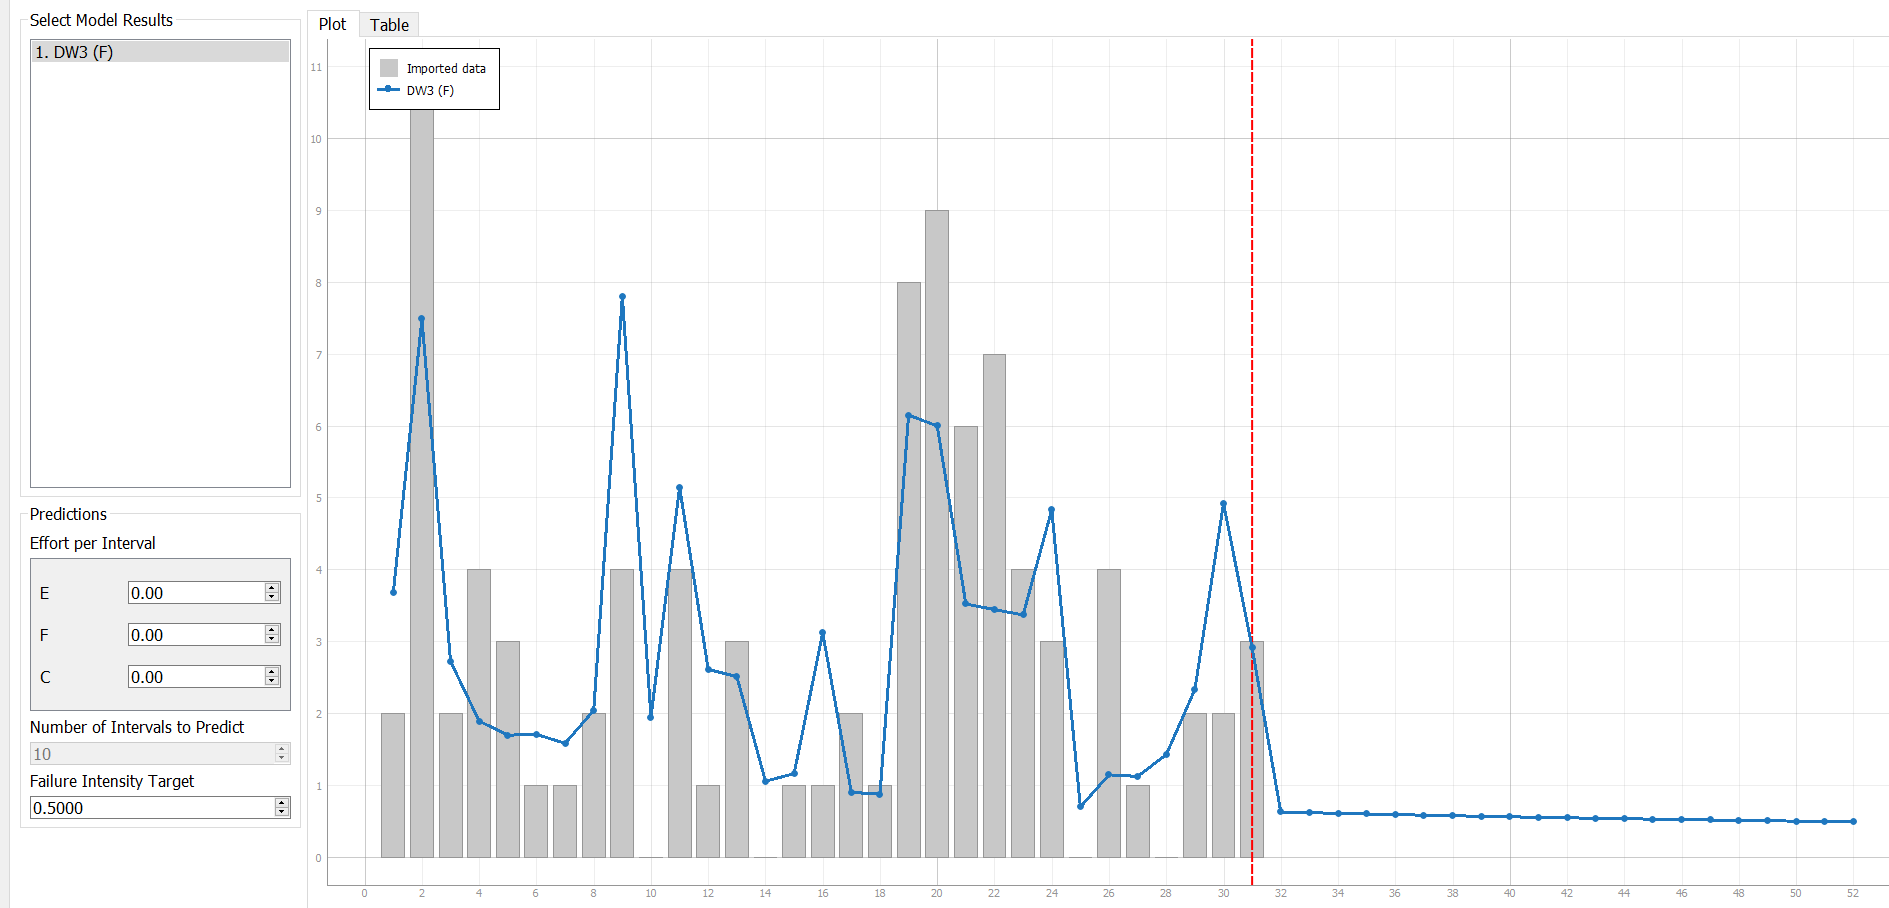 Select Model Results
1. DW3 (F)
Predictions
Effort per Interval
E 0.00
F 0.00
C 0.00
Number of Intervals to Predict
10
Failure Intensity Target
0.5000
Plot Table
Imported data
DW3 (F)
11
10
9
8
7
6
5
4
3
2
1
0
0 2 4 6 8 10 12 14 16 18 20 22 24 26 28 30 32 34 36 38 40 42 44 46 48 50 52